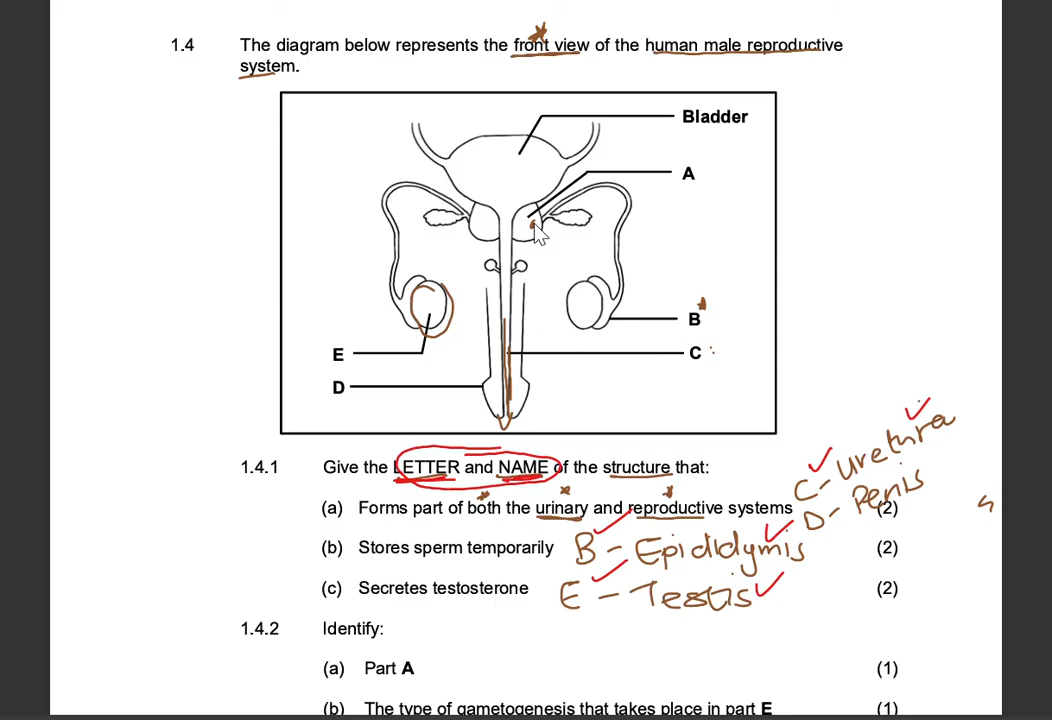 1.4 The diagram below represents the front view of the human male reproductive
system.
Bladder
A
B
C
E
D
1.4.1 Give the LETTER and NAME of the structure that:
(a) Forms part of both the urinary and reproductive systems (2)
C - urethra
D - Penis
(b) Stores sperm temporarily B - Epididymis (2)
(c) Secretes testosterone E - Testis (2)
1.4.2 Identify:
(a) Part A (1)
(b) The type of gametogenesis that takes place in part E (1)